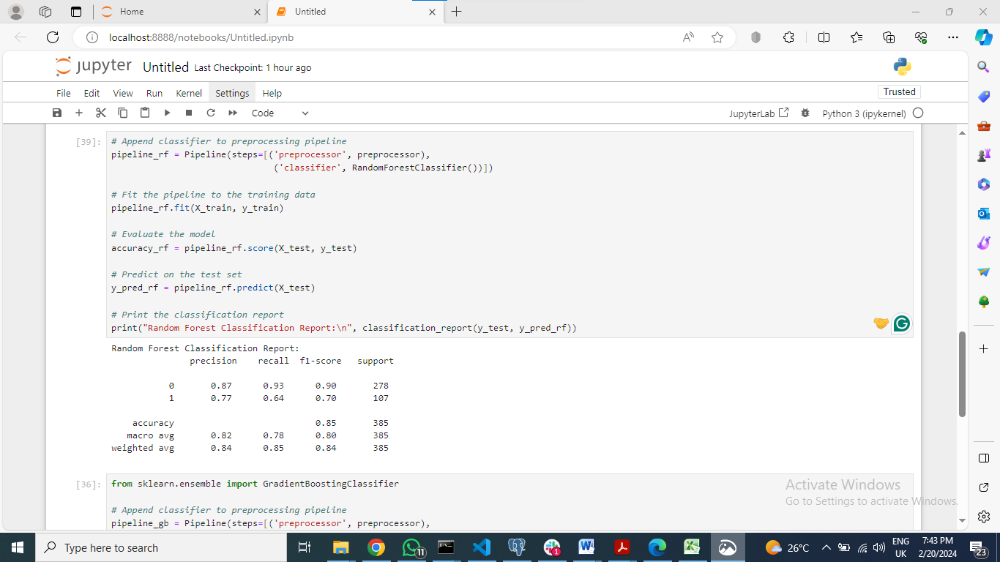 Home
Untitled
localhost:8888/notebooks/Untitled.ipynb
jupyter Untitled Last Checkpoint: 1 hour ago
File Edit View Run Kernel Settings Help
Trusted
Code
JupyterLab
Python 3 (ipykernel)
[39]:
# Append classifier to preprocessing pipeline
pipeline_rf = Pipeline(steps=[('preprocessor', preprocessor),
('classifier', RandomForestClassifier())])
# Fit the pipeline to the training data
pipeline_rf.fit(X_train, y_train)
# Evaluate the model
accuracy_rf = pipeline_rf.score(X_test, y_test)
# Predict on the test set
y_pred_rf = pipeline_rf.predict(X_test)
# Print the classification report
print("Random Forest Classification Report:\n", classification_report(y_test, y_pred_rf))
Random Forest Classification Report:
precision recall f1-score support
0 0.87 0.93 0.90 278
1 0.77 0.64 0.70 107
accuracy 0.85 385
macro avg 0.82 0.78 0.80 385
weighted avg 0.84 0.85 0.84 385
[36]:
from sklearn.ensemble import GradientBoostingClassifier
# Append classifier to preprocessing pipeline
pipeline_gb = Pipeline(steps=[('preprocessor', preprocessor),
Activate Windows
Go to Settings to activate Windows.
Type here to search
11
1
26°C
ENG
UK
7:43 PM
2/20/2024
23